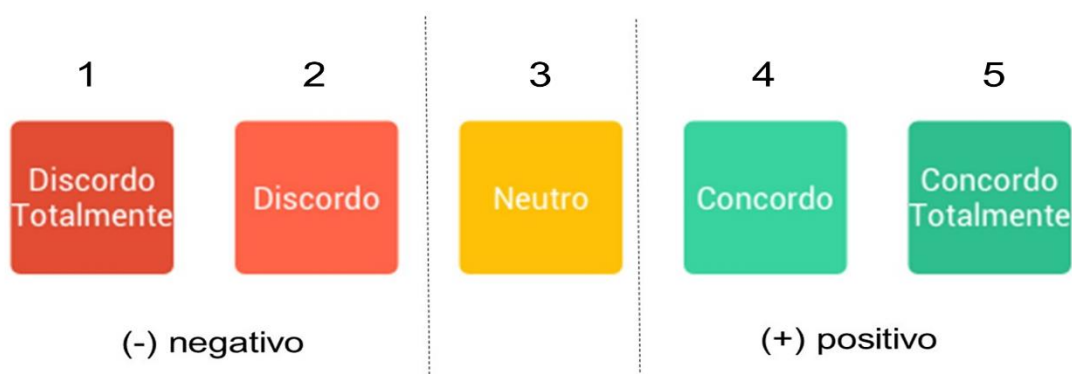 1 2 3 4 5
Discordo
Totalmente
Discordo
Neutro
Concordo
Concordo
Totalmente
(-) negativo
(+) positivo